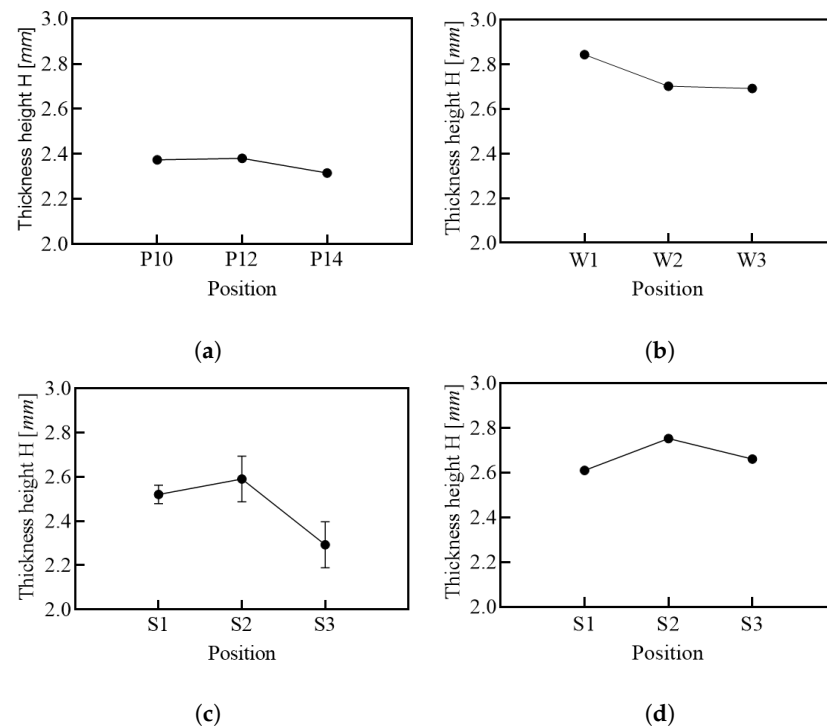 Thickness height H [mm]
3.0
2.8
2.6
2.4
2.2
2.0
P10 P12 P14
Position
(a)
Thickness height H [mm]
3.0
2.8
2.6
2.4
2.2
2.0
W1 W2 W3
Position
(b)
Thickness height H [mm]
3.0
2.8
2.6
2.4
2.2
2.0
S1 S2 S3
Position
(c)
Thickness height H [mm]
3.0
2.8
2.6
2.4
2.2
2.0
S1 S2 S3
Position
(d)